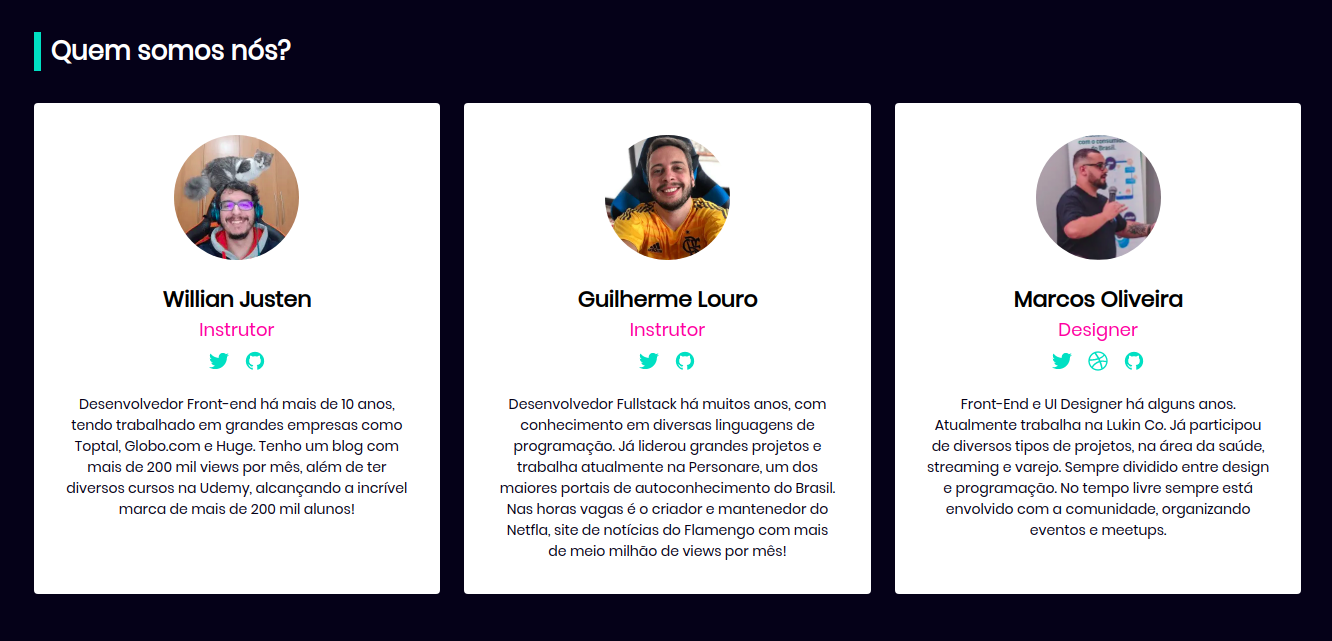 Quem somos nós?
Willian Justen
Instrutor
Desenvolvedor Front-end há mais de 10 anos,
tendo trabalhado em grandes empresas como
Toptal, Globo.com e Huge. Tenho um blog com
mais de 200 mil views por mês, além de ter
diversos cursos na Udemy, alcançando a incrível
marca de mais de 200 mil alunos!
Guilherme Louro
Instrutor
Desenvolvedor Fullstack há muitos anos, com
conhecimento em diversas linguagens de
programação. Já liderou grandes projetos e
trabalha atualmente na Personare, um dos
maiores portais de autoconhecimento do Brasil.
Nas horas vagas é o criador e mantenedor do
Netfla, site de notícias do Flamengo com mais
de meio milhão de views por mês!
com o consumid
do Brasil.
Marcos Oliveira
Designer
Front-End e UI Designer há alguns anos.
Atualmente trabalha na Lukin Co. Já participou
de diversos tipos de projetos, na área da saúde,
streaming e varejo. Sempre dividido entre design
e programação. No tempo livre sempre está
envolvido com a comunidade, organizando
eventos e meetups.